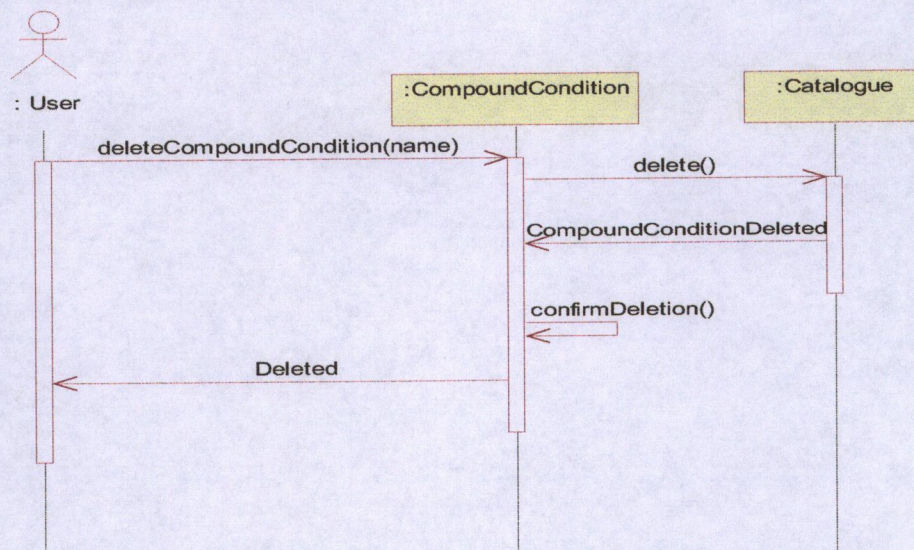 :CompoundCondition
:Catalogue
: User
deleteCompoundCondition(name)
delete()
CompoundConditionDeleted
confirmDeletion()
Deleted